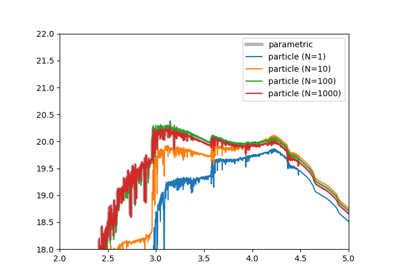 22.0
21.5
21.0
20.5
20.0
19.5
19.0
18.5
18.0
2.0 2.5 3.0 3.5 4.0 4.5 5.0
parametric
particle (N=1)
particle (N=10)
particle (N=100)
particle (N=1000)